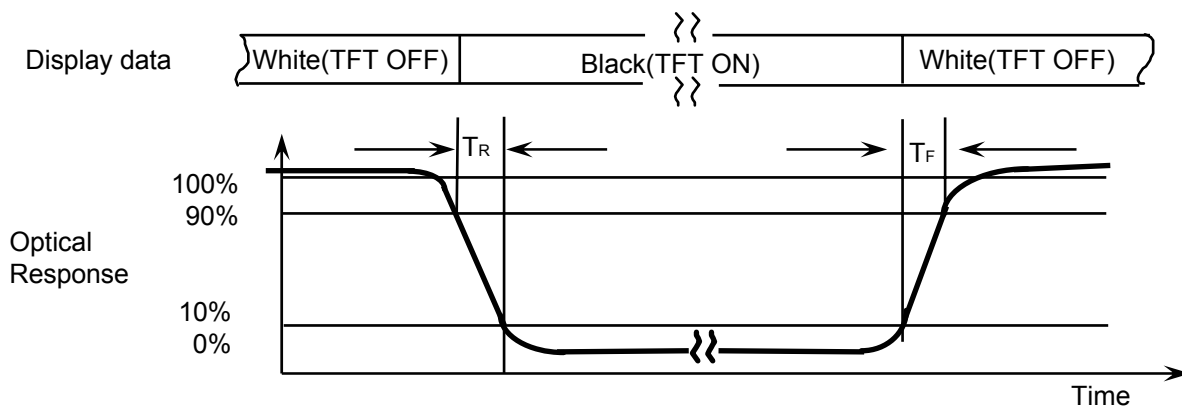 Display data
White(TFT OFF)
Black(TFT ON)
White(TFT OFF)
TR
TF
100%
90%
Optical
Response
10%
0%
Time